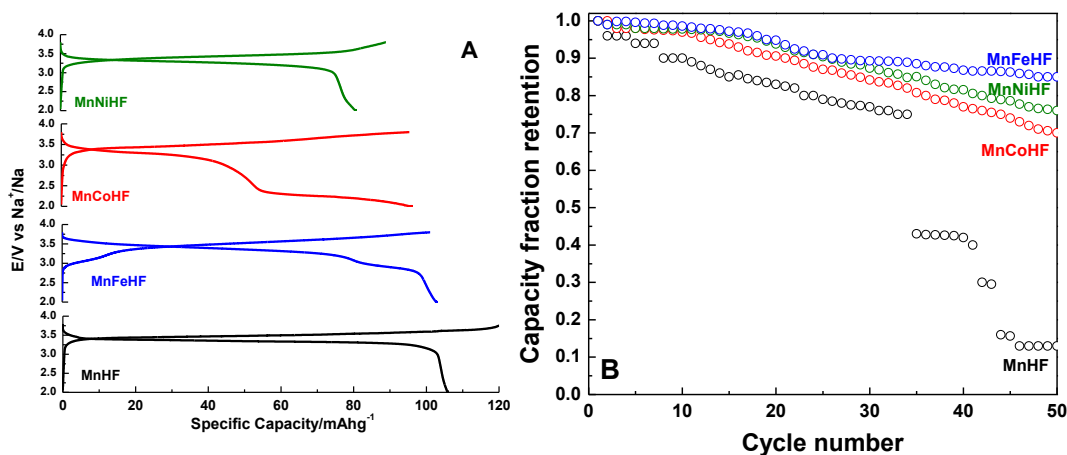 A
4.0
3.5
3.0
2.5
2.0
MnNiHF
4.0
3.5
3.0
2.5
2.0
MnCoHF
4.0
3.5
3.0
2.5
2.0
MnFeHF
4.0
3.5
3.0
2.5
2.0
MnHF
E/V vs Na⁺/Na
0 20 40 60 80 100 120
Specific Capacity/mAhg⁻¹
B
1.0
0.9
0.8
0.7
0.6
0.5
0.4
0.3
0.2
0.1
0.0
Capacity fraction retention
MnFeHF
MnNiHF
MnCoHF
MnHF
0 10 20 30 40 50
Cycle number